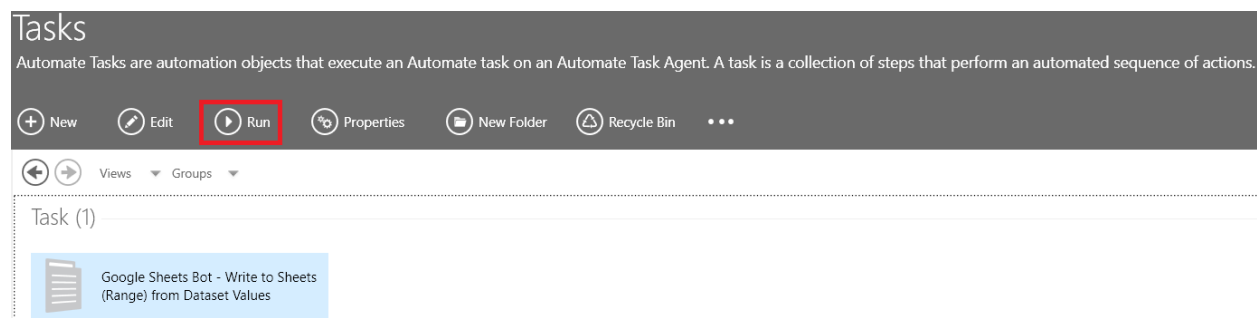 Tasks
Automate Tasks are automation objects that execute an Automate task on an Automate Task Agent. A task is a collection of steps that perform an automated sequence of actions.
New Edit Run Properties New Folder Recycle Bin •••
Views Groups
Task (1)
Google Sheets Bot - Write to Sheets
(Range) from Dataset Values